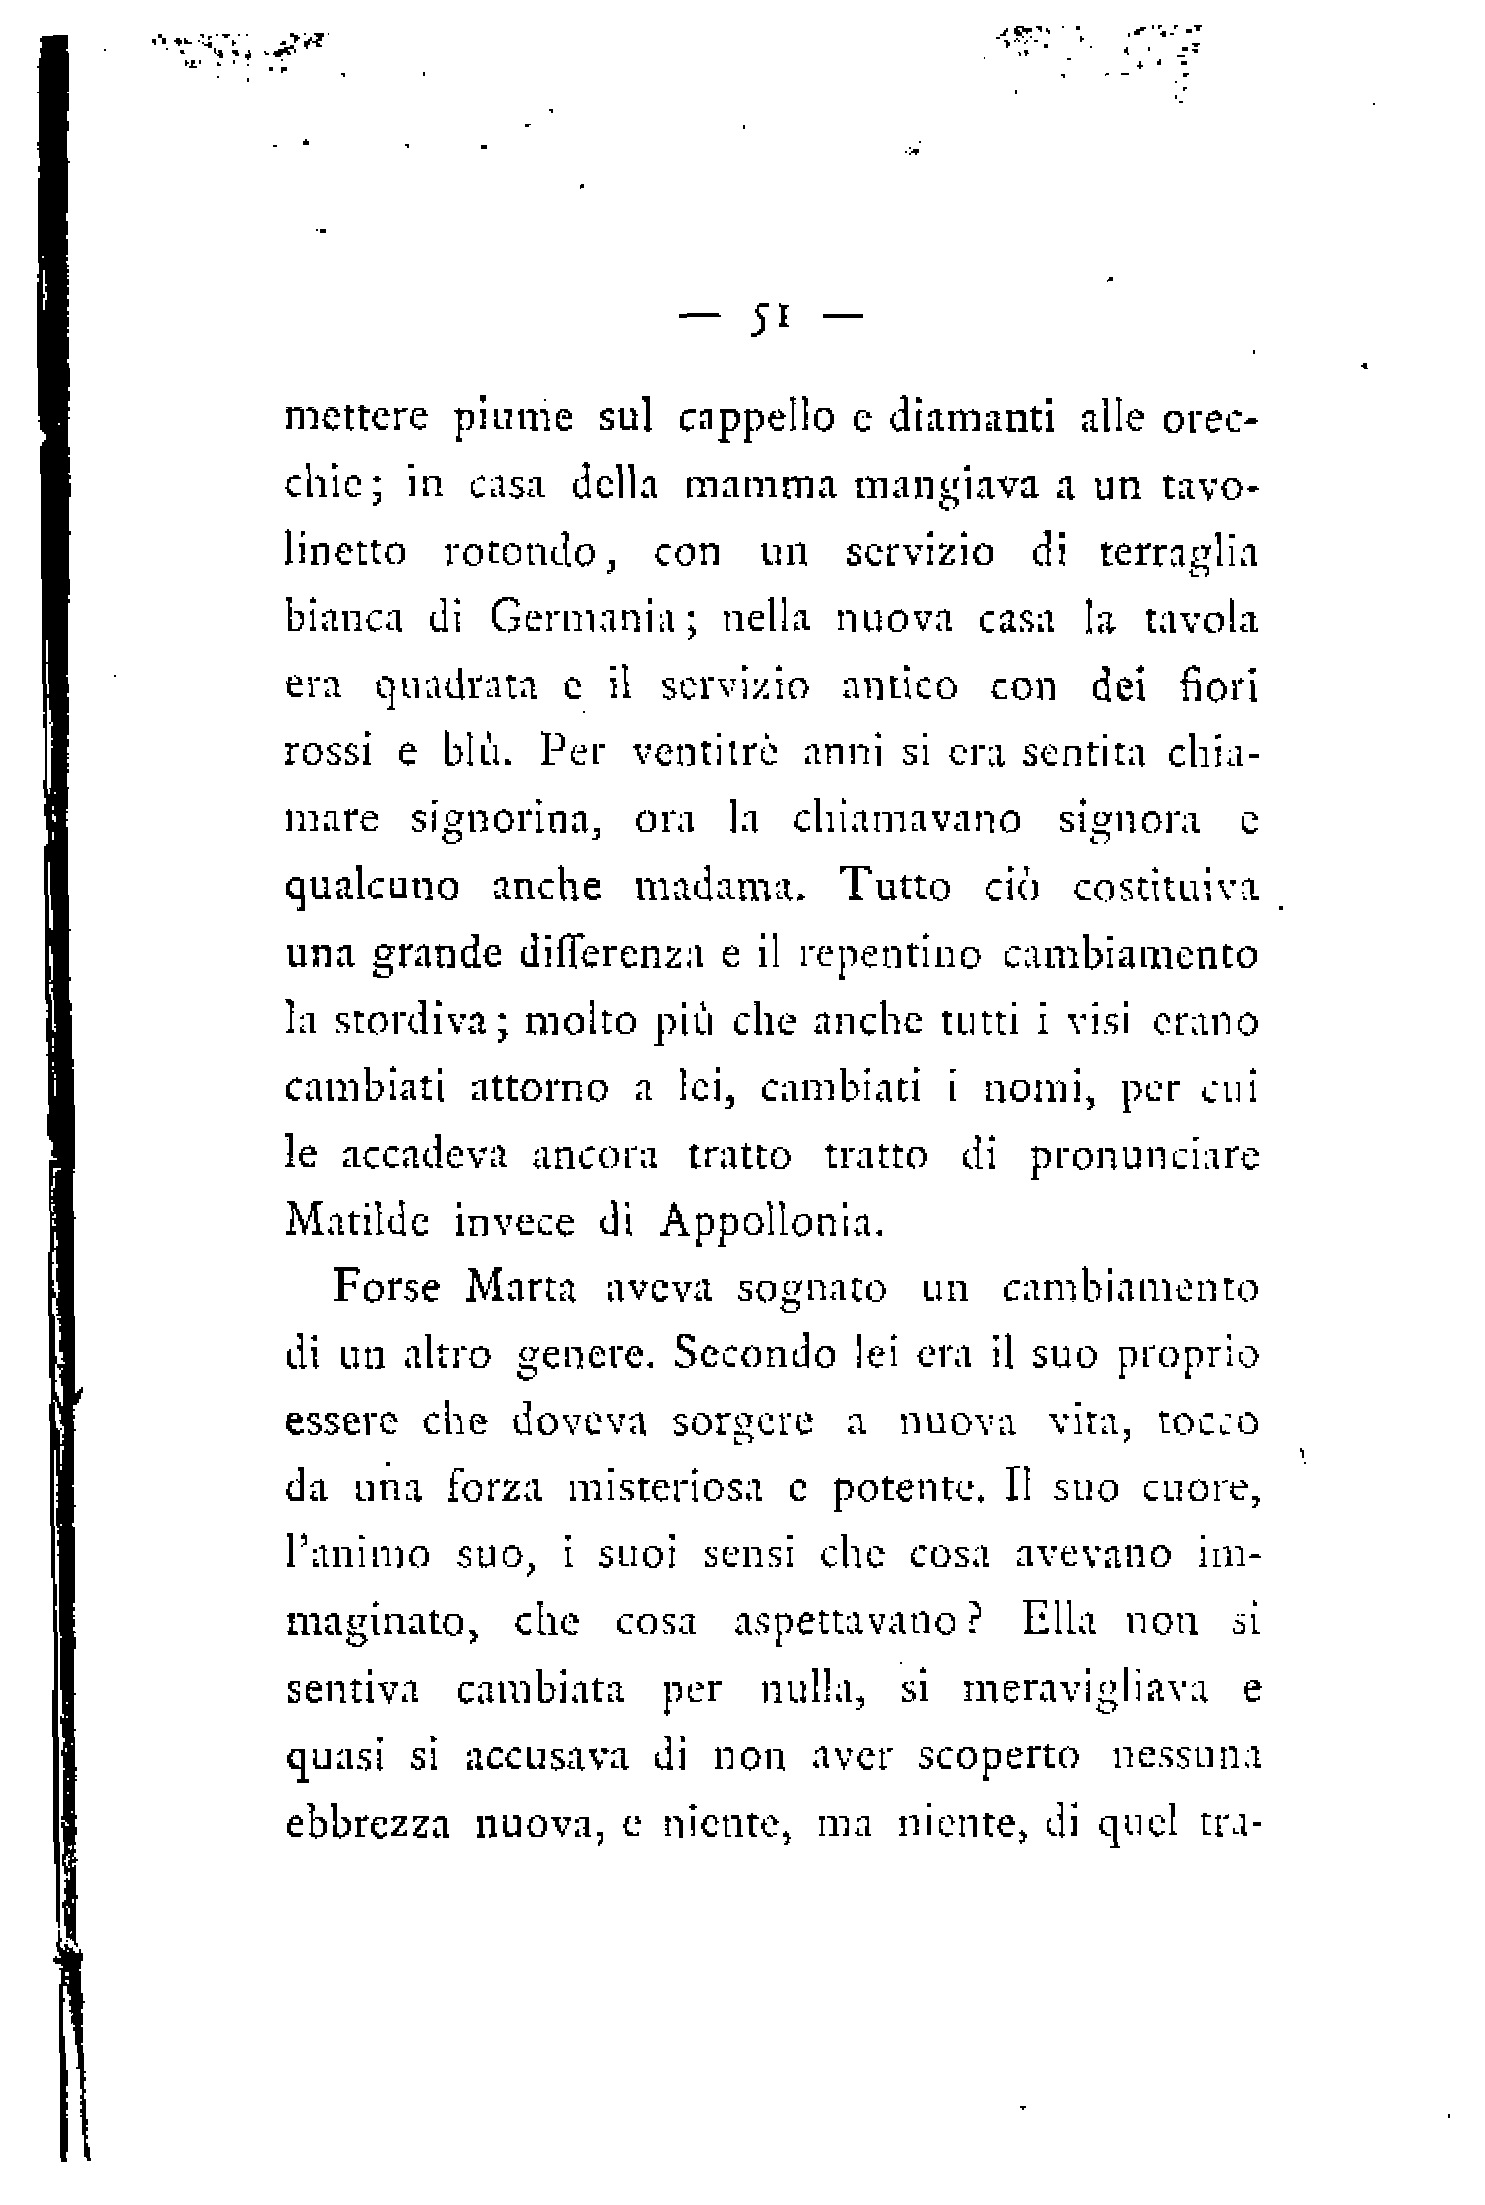 — 51 —
mettere piume sul cappello e diamanti alle orec-
chie; in casa della mamma mangiava a un tavo-
linetto rotondo, con un servizio di terraglia
bianca di Germania; nella nuova casa la tavola
era quadrata e il servizio antico con dei fiori
rossi e blù. Per ventitrè anni si era sentita chia-
mare signorina, ora la chiamavano signora e
qualcuno anche madama. Tutto ciò costituiva
una grande differenza e il repentino cambiamento
la stordiva; molto più che anche tutti i visi erano
cambiati attorno a lei, cambiati i nomi, per cui
le accadeva ancora tratto tratto di pronunciare
Matilde invece di Appollonia.
Forse Marta aveva sognato un cambiamento
di un altro genere. Secondo lei era il suo proprio
essere che doveva sorgere a nuova vita, tocco
da una forza misteriosa e potente. Il suo cuore,
l'animo suo, i suoi sensi che cosa avevano im-
maginato, che cosa aspettavano? Ella non si
sentiva cambiata per nulla, si meravigliava e
quasi si accusava di non aver scoperto nessuna
ebbrezza nuova, e niente, ma niente, di quel tra-